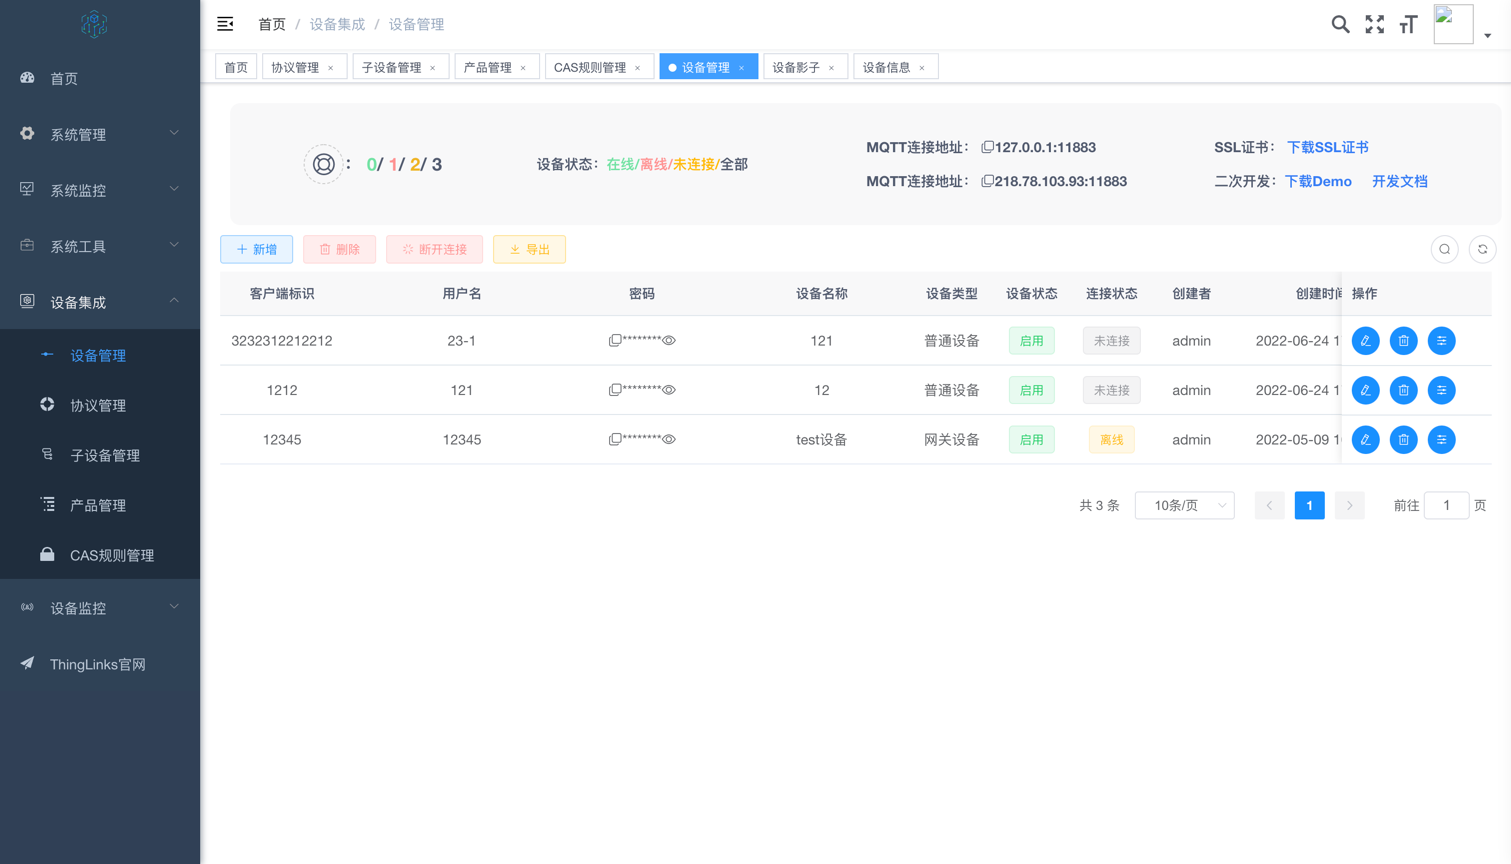 首页
系统管理
系统监控
系统工具
设备集成
设备管理
协议管理
子设备管理
产品管理
CAS规则管理
设备监控
ThingLinks官网
首页 / 设备集成 / 设备管理
首页 协议管理 × 子设备管理 × 产品管理 × CAS规则管理 × 设备管理 × 设备影子 × 设备信息 ×
: 0/ 1/ 2/ 3
设备状态: 在线/离线/未连接/全部
MQTT连接地址: 127.0.0.1:11883
MQTT连接地址: 218.78.103.93:11883
SSL证书: 下载SSL证书
二次开发: 下载Demo 开发文档
新增 删除 断开连接 导出
客户端标识 用户名 密码 设备名称 设备类型 设备状态 连接状态 创建者 创建时间 操作
3232312212212 23-1 ******** 121 普通设备 启用 未连接 admin 2022-06-24 1
1212 121 ******** 12 普通设备 启用 未连接 admin 2022-06-24 1
12345 12345 ******** test设备 网关设备 启用 离线 admin 2022-05-09 1
共 3 条 10条/页 1 前往 1 页